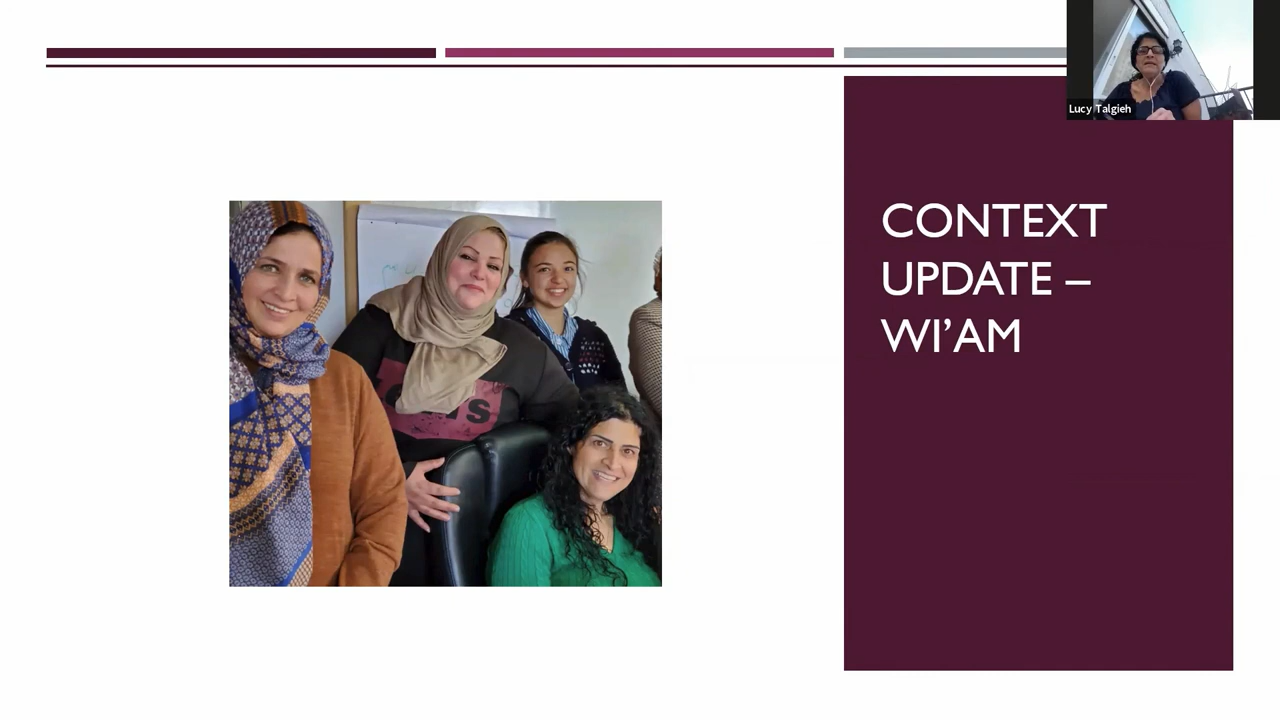 Lucy Talgieh
CONTEXT
UPDATE –
WI’AM